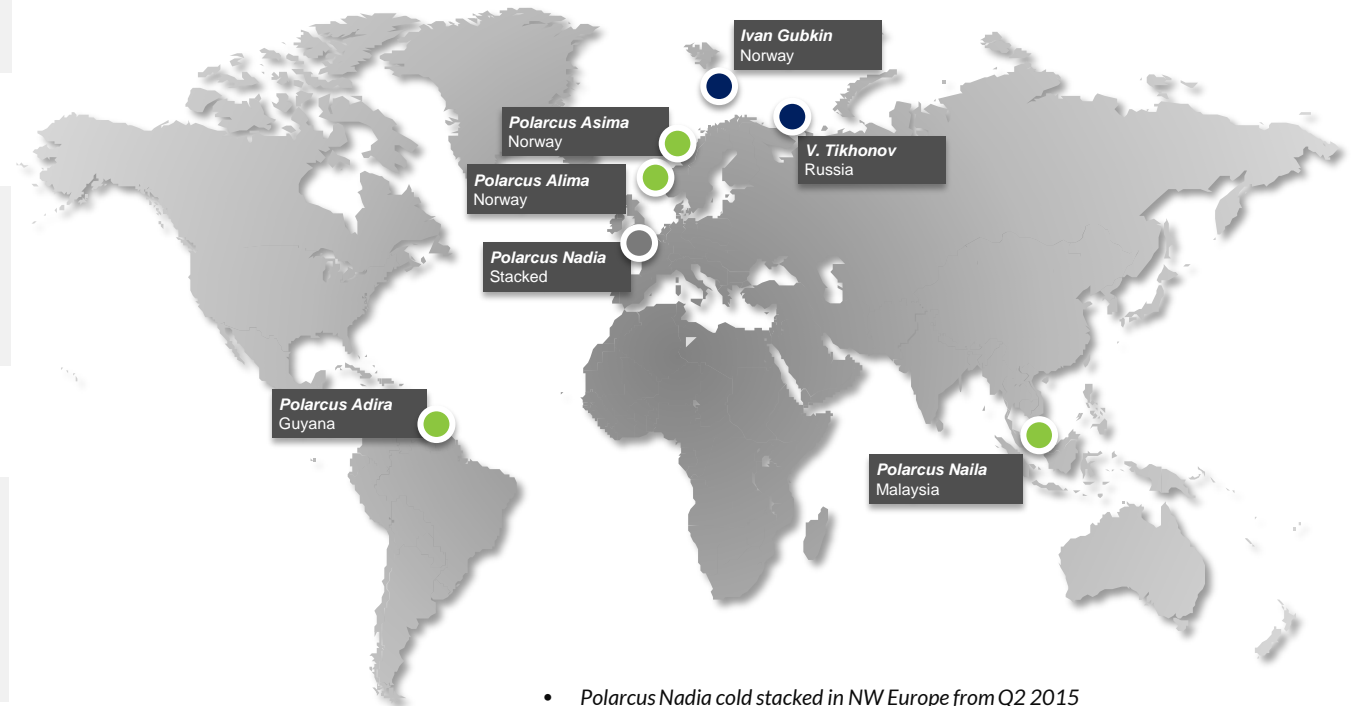 Ivan Gubkin
Norway
Polarcus Asima
Norway
V. Tikhonov
Russia
Polarcus Alima
Norway
Polarcus Nadia
Stacked
Polarcus Adira
Guyana
Polarcus Naila
Malaysia
• Polarcus Nadia cold stacked in NW Europe from Q2 2015